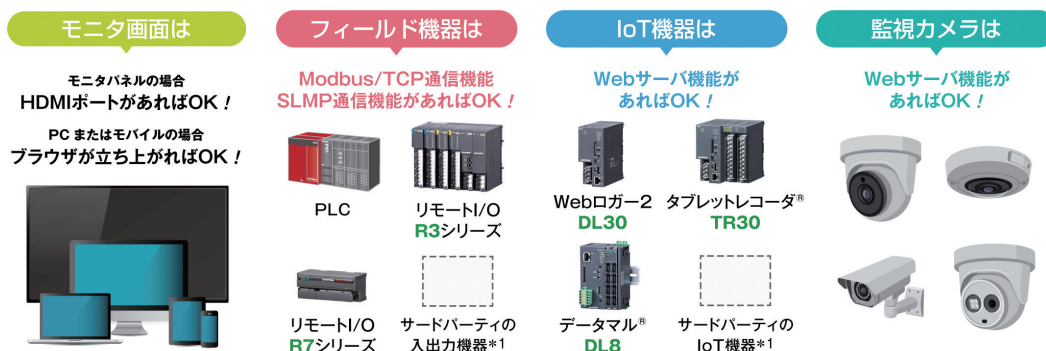 モニタ画面は
モニタパネルの場合
HDMIポートがあればOK！
PC またはモバイルの場合
ブラウザが立ち上がればOK！
フィールド機器は
Modbus/TCP通信機能
SLMP通信機能があればOK！
PLC
リモートI/O
R3シリーズ
リモートI/O
R7シリーズ
サードパーティの
入出力機器*1
IoT機器は
Webサーバ機能が
あればOK！
Webロガー2
DL30
タブレットレコーダ®
TR30
データマル®
DL8
サードパーティの
IoT機器*1
監視カメラは
Webサーバ機能が
あればOK！